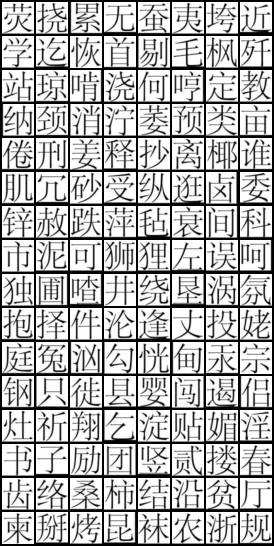 荧挠累无蚕夷垮近
学迄恢首剔毛枫歼
站琼啃浇何哼定教
纳颈消泞萎预类亩
倦刑姜释抄离椰谁
肌冗砂受纵逛卤委
锌赦跌萍毡衰间科
市泥可狮狸左误呵
独圃喳井绕垦涡氛
抱择件沦逢丈投姥
庭冤汹勾恍甸汞宗
钢只徙县婴闯遏侣
灶祈翔乞淀贴媚淫
书子励团竖贰搂春
齿络桑柿结沿贫厅
柬掰烤昆袜农浙规